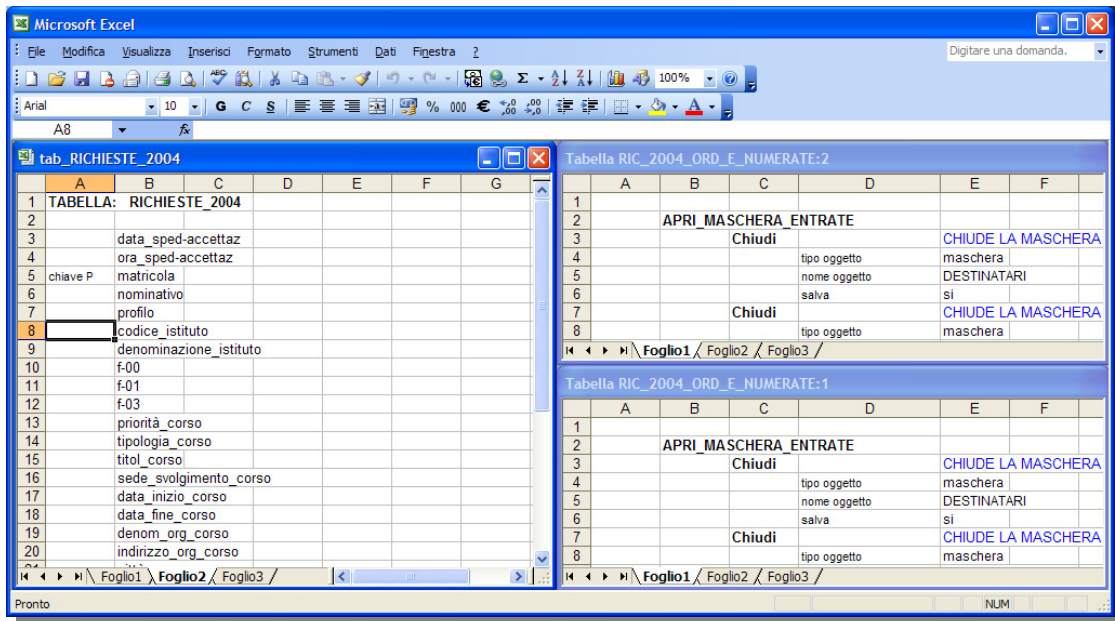 Microsoft Excel
File Modifica Visualizza Inserisci Formato Strumenti Dati Finestra ? Digitare una domanda.
100%
Arial 10 G C S % 000 €
A8 fx
tab_RICHIESTE_2004
A B C D E F G
1 TABELLA: RICHIESTE_2004
2
3 data_sped-accettaz
4 ora_sped-accettaz
5 chiave P matricola
6 nominativo
7 profilo
8 codice_istituto
9 denominazione_istituto
10 f-00
11 f-01
12 f-03
13 priorità_corso
14 tipologia_corso
15 titol_corso
16 sede_svolgimento_corso
17 data_inizio_corso
18 data_fine_corso
19 denom_org_corso
20 indirizzo_org_corso
Foglio1 Foglio2 Foglio3
Tabella RIC_2004_ORD_E_NUMERATE:2
A B C D E F
1
2 APRI_MASCHERA_ENTRATE
3 Chiudi CHIUDE LA MASCHERA
4 tipo oggetto maschera
5 nome oggetto DESTINATARI
6 salva si
7 Chiudi CHIUDE LA MASCHERA
8 tipo oggetto maschera
Foglio1 Foglio2 Foglio3
Tabella RIC_2004_ORD_E_NUMERATE:1
A B C D E F
1
2 APRI_MASCHERA_ENTRATE
3 Chiudi CHIUDE LA MASCHERA
4 tipo oggetto maschera
5 nome oggetto DESTINATARI
6 salva si
7 Chiudi CHIUDE LA MASCHERA
8 tipo oggetto maschera
Foglio1 Foglio2 Foglio3
Pronto NUM